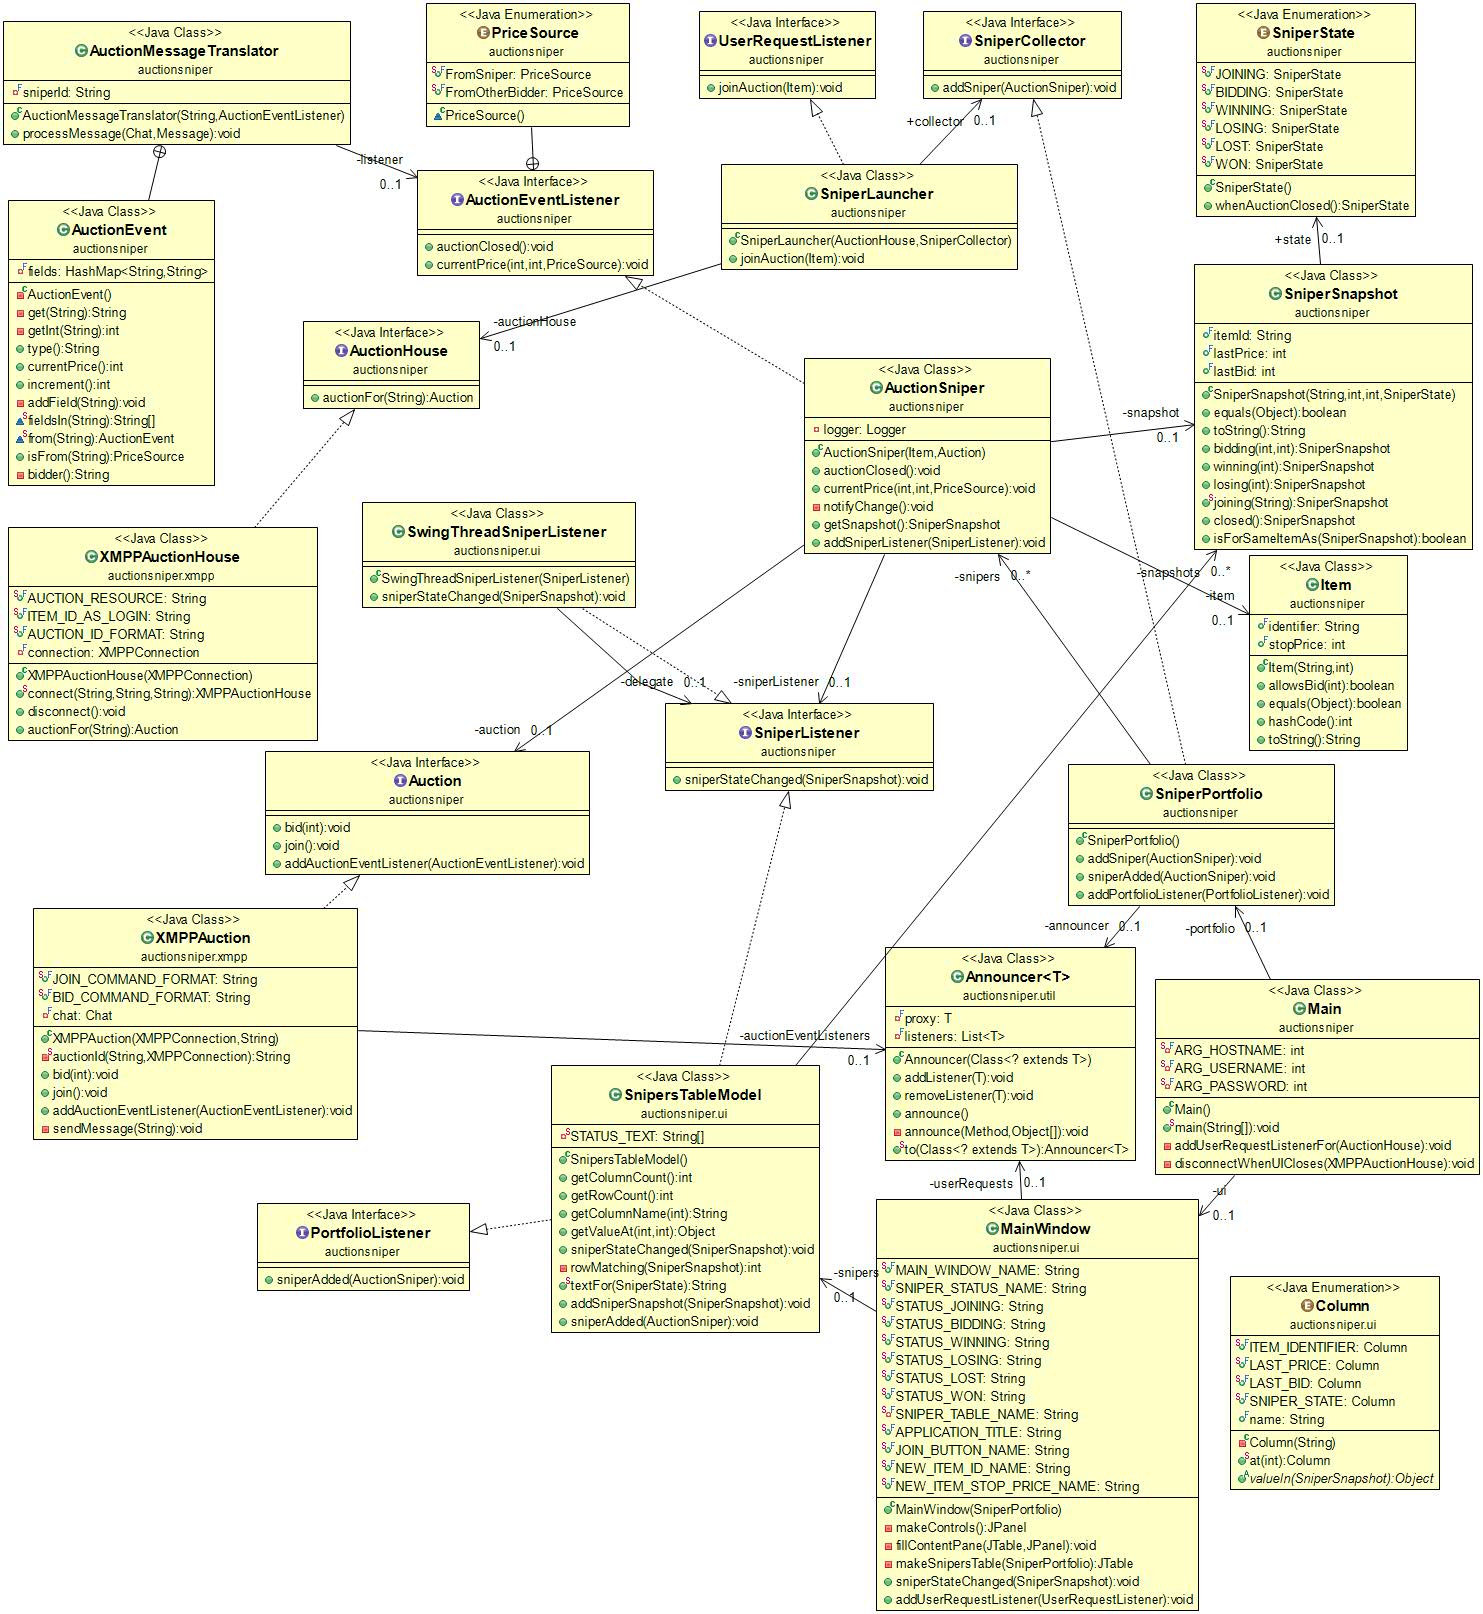 <<Java Class>>
AuctionMessageTranslator
auctionsniper
sniperId: String
AuctionMessageTranslator(String,AuctionEventListener)
processMessage(Chat,Message):void
<<Java Enumeration>>
PriceSource
auctionsniper
FromSniper: PriceSource
FromOtherBidder: PriceSource
PriceSource()
<<Java Interface>>
UserRequestListener
auctionsniper
joinAuction(Item):void
<<Java Interface>>
SniperCollector
auctionsniper
addSniper(AuctionSniper):void
<<Java Enumeration>>
SniperState
auctionsniper
JOINING: SniperState
BIDDING: SniperState
WINNING: SniperState
LOSING: SniperState
LOST: SniperState
WON: SniperState
SniperState()
whenAuctionClosed():SniperState
-listener
0..1
+collector
0..1
<<Java Class>>
AuctionEvent
auctionsniper
fields: HashMap<String,String>
AuctionEvent()
get(String):String
getInt(String):int
type():String
currentPrice():int
increment():int
addField(String):void
fieldsIn(String):String[]
from(String):AuctionEvent
isFrom(String):PriceSource
bidder():String
<<Java Interface>>
AuctionEventListener
auctionsniper
auctionClosed():void
currentPrice(int,int,PriceSource):void
<<Java Class>>
SniperLauncher
auctionsniper
SniperLauncher(AuctionHouse,SniperCollector)
joinAuction(Item):void
+state
0..1
<<Java Class>>
SniperSnapshot
auctionsniper
itemId: String
lastPrice: int
lastBid: int
SniperSnapshot(String,int,int,SniperState)
equals(Object):boolean
toString():String
bidding(int,int):SniperSnapshot
winning(int):SniperSnapshot
losing(int):SniperSnapshot
joining(String):SniperSnapshot
closed():SniperSnapshot
isForSameItemAs(SniperSnapshot):boolean
-auctionHouse
0..1
<<Java Interface>>
AuctionHouse
auctionsniper
auctionFor(String):Auction
<<Java Class>>
AuctionSniper
auctionsniper
logger: Logger
AuctionSniper(Item,Auction)
auctionClosed():void
currentPrice(int,int,PriceSource):void
notifyChange():void
getSnapshot():SniperSnapshot
addSniperListener(SniperListener):void
-snapshot
0..1
<<Java Class>>
XMPPAuctionHouse
auctionsniper.xmpp
AUCTION_RESOURCE: String
ITEM_ID_AS_LOGIN: String
AUCTION_ID_FORMAT: String
connection: XMPPConnection
XMPPAuctionHouse(XMPPConnection)
connect(String,String,String):XMPPAuctionHouse
disconnect():void
auctionFor(String):Auction
<<Java Class>>
SwingThreadSniperListener
auctionsniper.ui
SwingThreadSniperListener(SniperListener)
sniperStateChanged(SniperSnapshot):void
-snipers
0..*
-snapshots
0..*
-item
0..1
<<Java Class>>
Item
auctionsniper
identifier: String
stopPrice: int
Item(String,int)
allowsBid(int):boolean
equals(Object):boolean
hashCode():int
toString():String
-delegate
0..1
-sniperListener
0..1
-auction
0..1
<<Java Interface>>
SniperListener
auctionsniper
sniperStateChanged(SniperSnapshot):void
<<Java Interface>>
Auction
auctionsniper
bid(int):void
join():void
addAuctionEventListener(AuctionEventListener):void
<<Java Class>>
SniperPortfolio
auctionsniper
SniperPortfolio()
addSniper(AuctionSniper):void
sniperAdded(AuctionSniper):void
addPortfolioListener(PortfolioListener):void
-announcer
0..1
-portfolio
0..1
<<Java Class>>
XMPPAuction
auctionsniper.xmpp
JOIN_COMMAND_FORMAT: String
BID_COMMAND_FORMAT: String
chat: Chat
XMPPAuction(XMPPConnection,String)
auctionId(String,XMPPConnection):String
bid(int):void
join():void
addAuctionEventListener(AuctionEventListener):void
sendMessage(String):void
-auctionEventListeners
0..1
<<Java Class>>
Announcer<T>
auctionsniper.util
proxy: T
listeners: List<T>
Announcer(Class<? extends T>)
addListener(T):void
removeListener(T):void
announce()
announce(Method,Object[]):void
to(Class<? extends T>):Announcer<T>
<<Java Class>>
Main
auctionsniper
ARG_HOSTNAME: int
ARG_USERNAME: int
ARG_PASSWORD: int
Main()
main(String[]):void
addUserRequestListenerFor(AuctionHouse):void
disconnectWhenUICloses(XMPPAuctionHouse):void
<<Java Class>>
SnipersTableModel
auctionsniper.ui
STATUS_TEXT: String[]
SnipersTableModel()
getColumnCount():int
getRowCount():int
getColumnName(int):String
getValueAt(int,int):Object
sniperStateChanged(SniperSnapshot):void
rowMatching(SniperSnapshot):int
textFor(SniperState):String
addSniperSnapshot(SniperSnapshot):void
sniperAdded(AuctionSniper):void
-userRequests
0..1
-ui
0..1
<<Java Interface>>
PortfolioListener
auctionsniper
sniperAdded(AuctionSniper):void
-snipers
0..1
<<Java Class>>
MainWindow
auctionsniper.ui
MAIN_WINDOW_NAME: String
SNIPER_STATUS_NAME: String
STATUS_JOINING: String
STATUS_BIDDING: String
STATUS_WINNING: String
STATUS_LOSING: String
STATUS_LOST: String
STATUS_WON: String
SNIPER_TABLE_NAME: String
APPLICATION_TITLE: String
JOIN_BUTTON_NAME: String
NEW_ITEM_ID_NAME: String
NEW_ITEM_STOP_PRICE_NAME: String
MainWindow(SniperPortfolio)
makeControls():JPanel
fillContentPane(JTable,JPanel):void
makeSnipersTable(SniperPortfolio):JTable
sniperStateChanged(SniperSnapshot):void
addUserRequestListener(UserRequestListener):void
<<Java Enumeration>>
Column
auctionsniper.ui
ITEM_IDENTIFIER: Column
LAST_PRICE: Column
LAST_BID: Column
SNIPER_STATE: Column
name: String
Column(String)
at(int):Column
valueIn(SniperSnapshot):Object